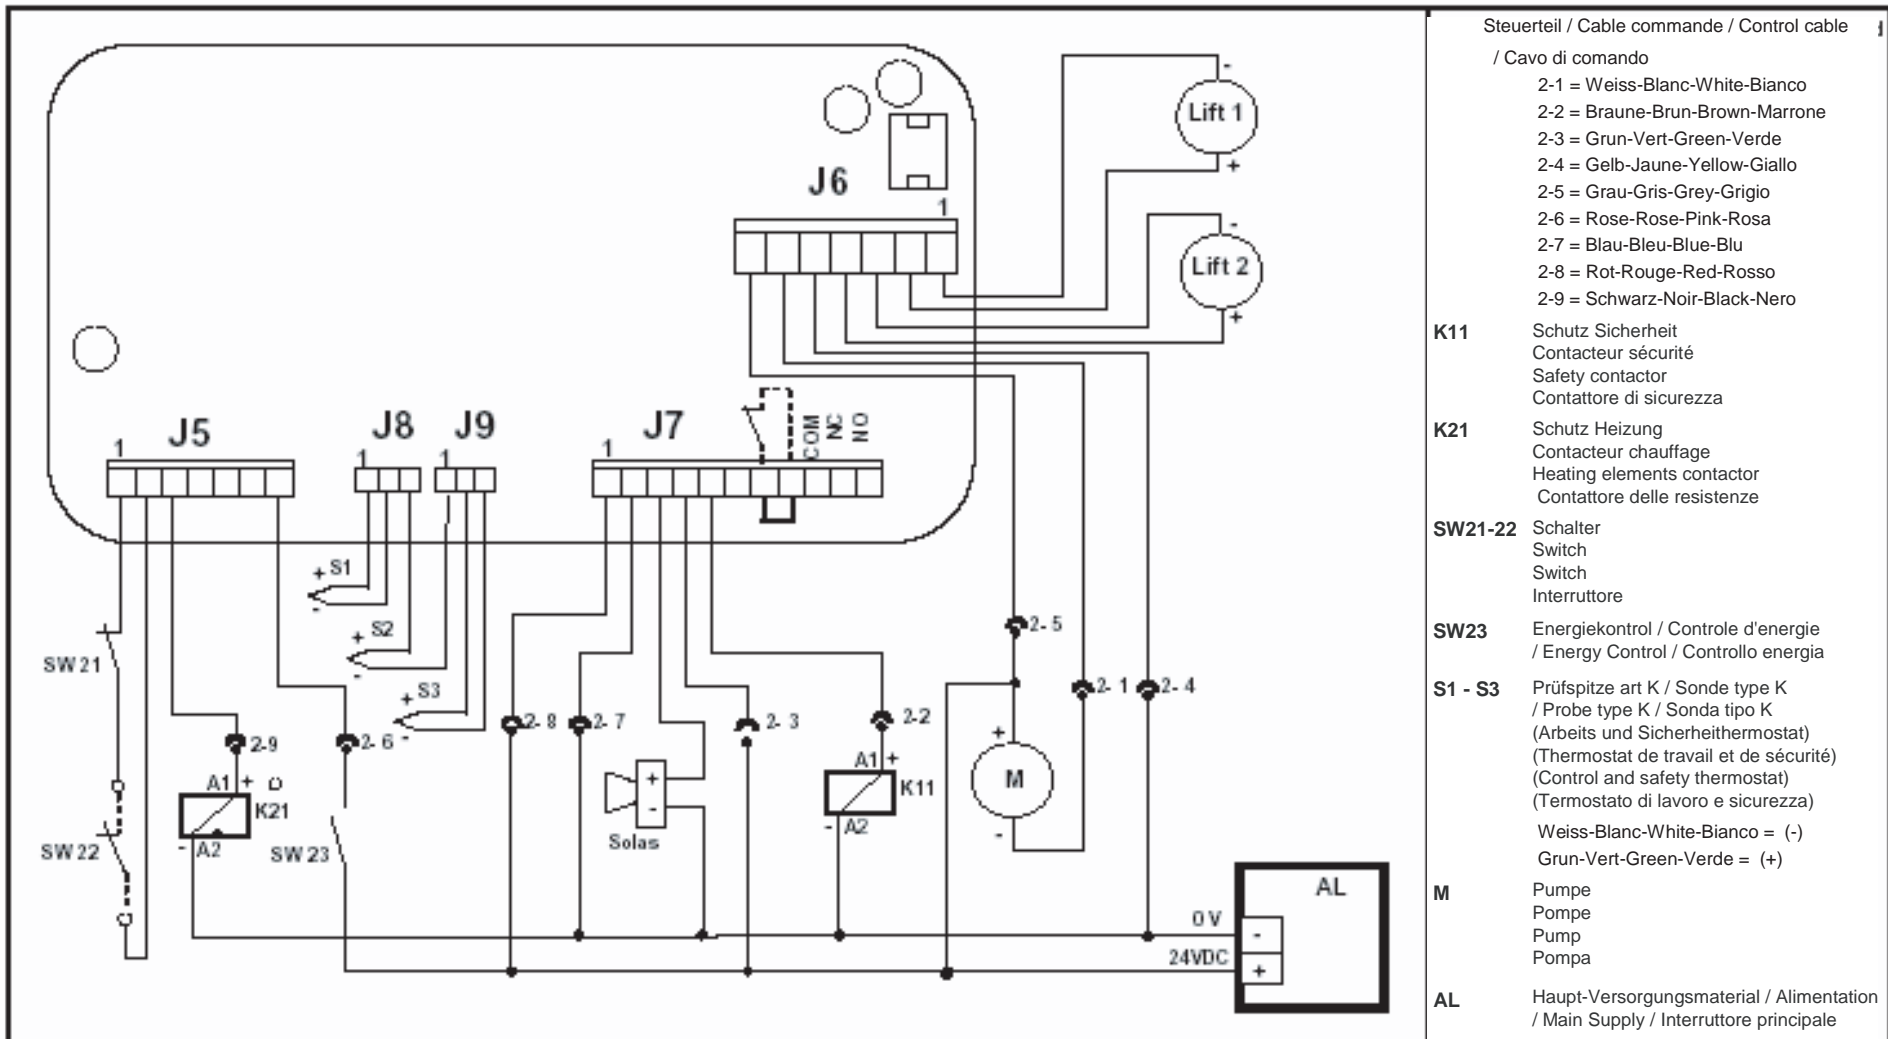 Lift 1
-
+
Lift 2
-
+
J6
1
J5
1
J8
1
J9
1
J7
1
COM
NC
NO
+ S1
-
+ S2
-
+ S3
-
SW 21
SW 22
2-9
A1 +
K21
- A2
2- 6
SW 23
2- 8
2- 7
2- 3
2-2
+
-
Solas
A1 +
K11
- A2
2- 5
2- 1
2- 4
+
M
-
AL
0 V
-
24VDC
+
Steuerteil / Cable commande / Control cable
/ Cavo di comando
2-1 = Weiss-Blanc-White-Bianco
2-2 = Braune-Brun-Brown-Marrone
2-3 = Grun-Vert-Green-Verde
2-4 = Gelb-Jaune-Yellow-Giallo
2-5 = Grau-Gris-Grey-Grigio
2-6 = Rose-Rose-Pink-Rosa
2-7 = Blau-Bleu-Blue-Blu
2-8 = Rot-Rouge-Red-Rosso
2-9 = Schwarz-Noir-Black-Nero
K11 Schutz Sicherheit
Contacteur sécurité
Safety contactor
Contattore di sicurezza
K21 Schutz Heizung
Contacteur chauffage
Heating elements contactor
Contattore delle resistenze
SW21-22 Schalter
Switch
Switch
Interruttore
SW23 Energiekontrol / Controle d'energie
/ Energy Control / Controllo energia
S1 - S3 Prüfspitze art K / Sonde type K
/ Probe type K / Sonda tipo K
(Arbeits und Sicherheithermostat)
(Thermostat de travail et de sécurité)
(Control and safety thermostat)
(Termostato di lavoro e sicurezza)
Weiss-Blanc-White-Bianco = (-)
Grun-Vert-Green-Verde = (+)
M Pumpe
Pompe
Pump
Pompa
AL Haupt-Versorgungsmaterial / Alimentation
/ Main Supply / Interruttore principale